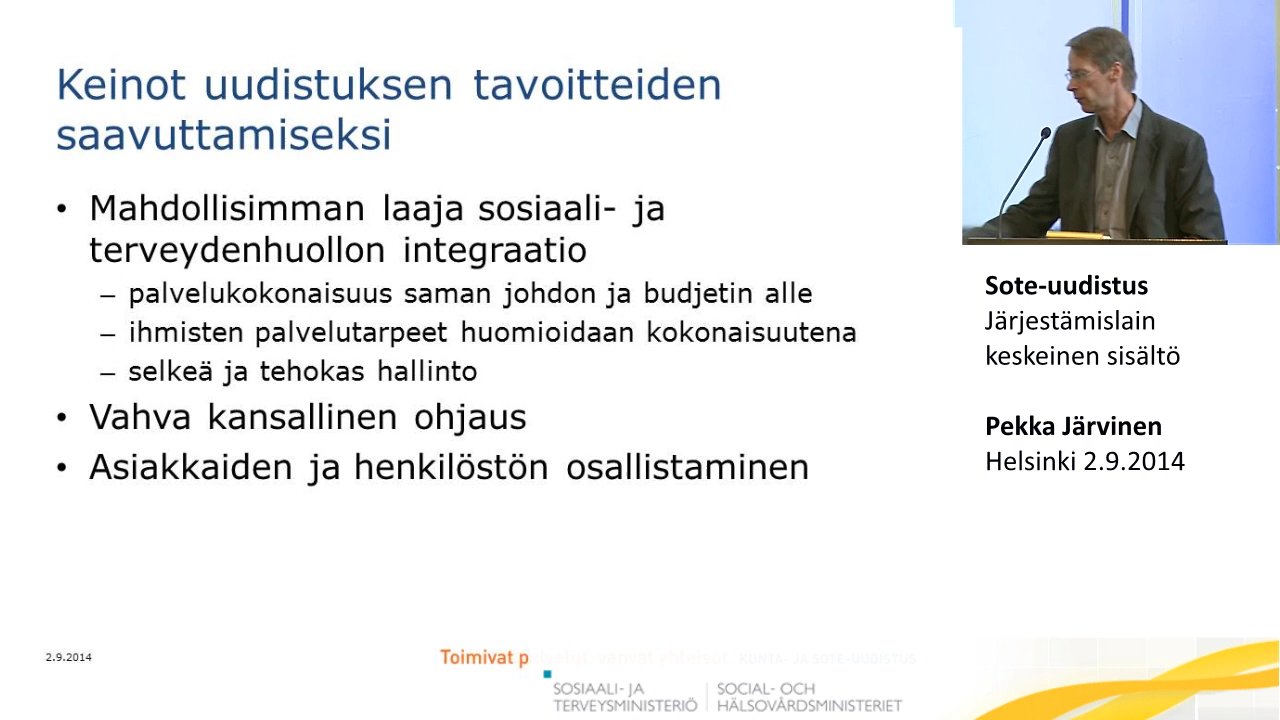 Keinot uudistuksen tavoitteiden
saavuttamiseksi
• Mahdollisimman laaja sosiaali- ja
terveydenhuollon integraatio
– palvelukokonaisuus saman johdon ja budjetin alle
– ihmisten palvelutarpeet huomioidaan kokonaisuutena
– selkeä ja tehokas hallinto
• Vahva kansallinen ohjaus
• Asiakkaiden ja henkilöstön osallistaminen
Sote-uudistus
Järjestämislain
keskeinen sisältö
Pekka Järvinen
Helsinki 2.9.2014
2.9.2014
Toimivat p
KUNTA- JA SOTE-UUDISTUS
SOSIAALI- JA
TERVEYSMINISTERIÖ
SOCIAL- OCH
HÄLSOVÅRDSMINISTERIET